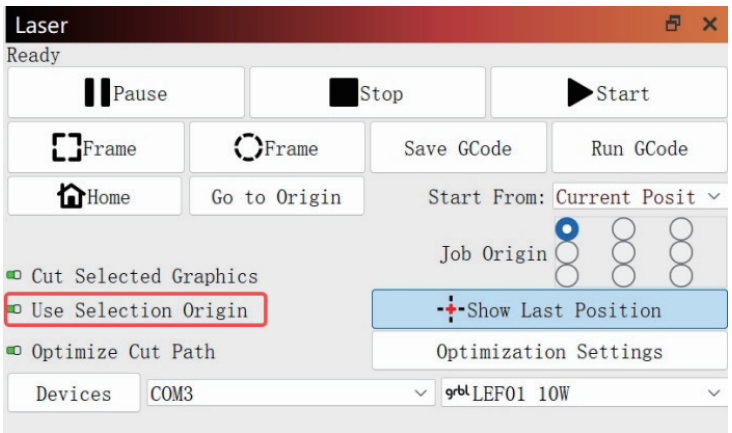 Laser
Ready
Pause Stop Start
Frame Frame Save GCode Run GCode
Home Go to Origin Start From: Current Posit
Job Origin
Cut Selected Graphics
Use Selection Origin Show Last Position
Optimize Cut Path Optimization Settings
Devices COM3 grbl LEF01 10W